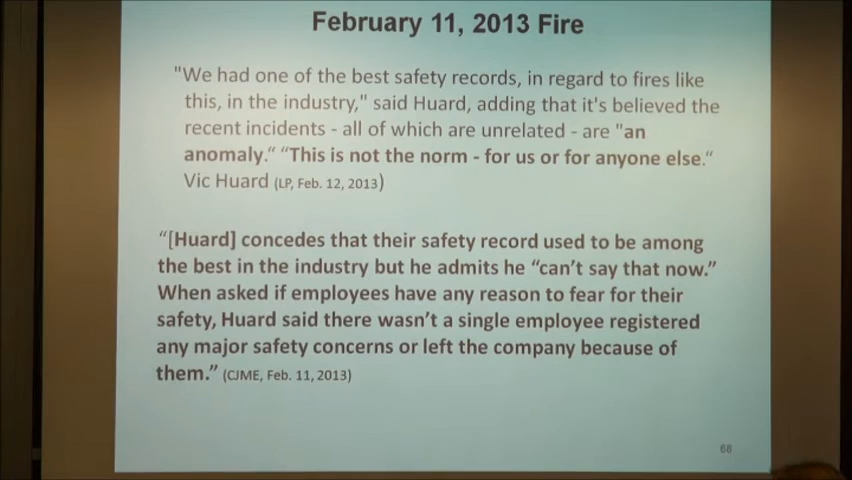 February 11, 2013 Fire
"We had one of the best safety records, in regard to fires like
this, in the industry," said Huard, adding that it's believed the
recent incidents - all of which are unrelated - are "an
anomaly.“ “This is not the norm - for us or for anyone else.“
Vic Huard (LP, Feb. 12, 2013)
“[Huard] concedes that their safety record used to be among
the best in the industry but he admits he “can’t say that now.”
When asked if employees have any reason to fear for their
safety, Huard said there wasn’t a single employee registered
any major safety concerns or left the company because of
them.” (CJME, Feb. 11, 2013)
68